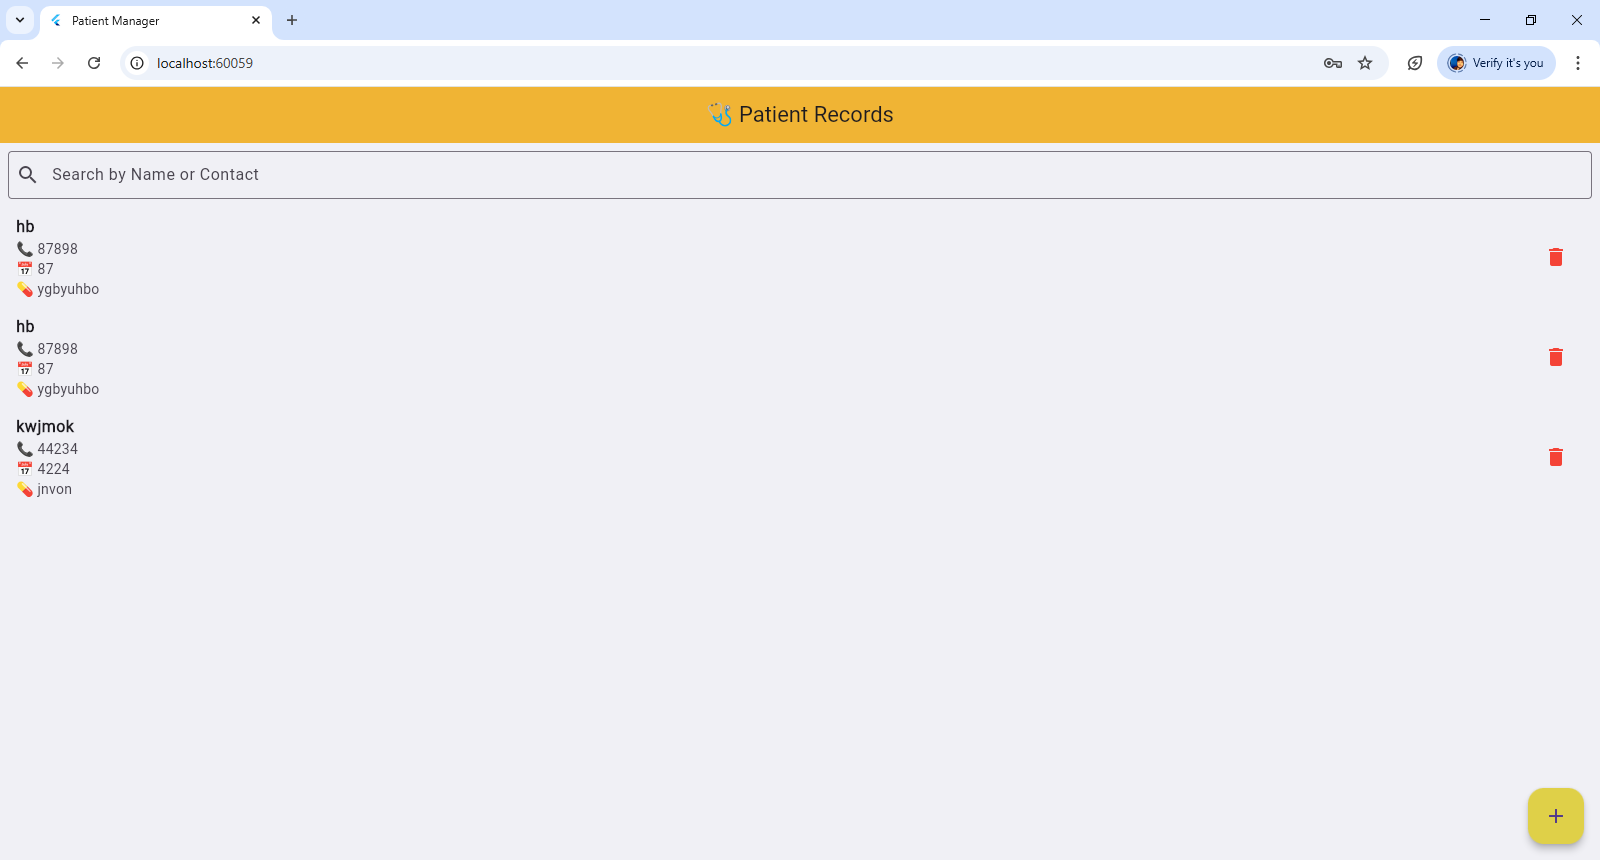 Patient Manager
localhost:60059
Verify it's you
🩺 Patient Records
Search by Name or Contact
hb
📞 87898
📅 87
💊 ygbyuhbo
hb
📞 87898
📅 87
💊 ygbyuhbo
kwjmok
📞 44234
📅 4224
💊 jnvon